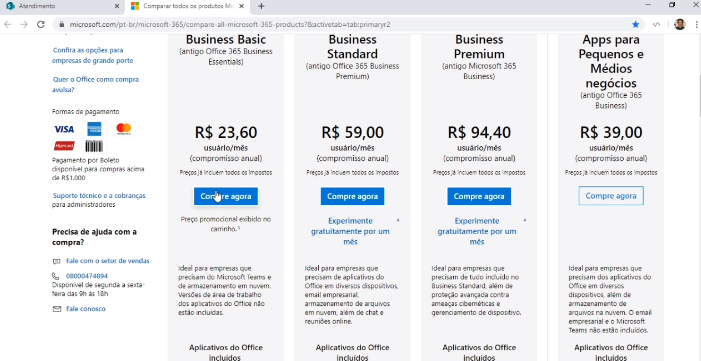 Atendimento
Comparar todos os produtos Mi
microsoft.com/pt-br/microsoft-365/compare-all-microsoft-365-products?&activetab=tab:primaryr2
Confira as opções para
empresas de grande porte
Quer o Office como compra
avulsa?
Formas de pagamento
VISA
Hipercard
Pagamento por Boleto
disponível para compras acima
de R$1.000
Suporte técnico e a cobranças
para administradores
Precisa de ajuda com a
compra?
Fale com o setor de vendas
08000474894
Disponível de segunda a sexta-
feira das 9h às 18h
Fale conosco
Business Basic
(antigo Office 365 Business
Essentials)
R$ 23,60
usuário/mês
(compromisso anual)
Preços já incluem todos os impostos
Compre agora
Preço promocional exibido no
carrinho.
Ideal para empresas que
precisam do Microsoft Teams e
de armazenamento em nuvem.
Versões de área de trabalho
dos aplicativos do Office não
estão incluídas.
Aplicativos do Office
incluídos
Business
Standard
(antigo Office 365 Business
Premium)
R$ 59,00
usuário/mês
(compromisso anual)
Preços já incluem todos os impostos
Compre agora
Experimente
gratuitamente por um
mês
Ideal para empresas que
precisam de aplicativos do
Office em diversos dispositivos,
email empresarial,
armazenamento de arquivos
em nuvem, além de chat e
reuniões online.
Aplicativos do Office
incluídos
Business
Premium
(antigo Microsoft 365
Business)
R$ 94,40
usuário/mês
(compromisso anual)
Preços já incluem todos os impostos
Compre agora
Experimente
gratuitamente por um
mês
Ideal para empresas que
precisam de tudo incluído no
Business Standard, além de
proteção avançada contra
ameaças cibernéticas e
gerenciamento de dispositivo.
Aplicativos do Office
incluídos
Apps para
Pequenos e
Médios
negócios
(antigo Office 365
Business)
R$ 39,00
usuário/mês
(compromisso anual)
Preços já incluem todos os impostos
Compre agora
Ideal para empresas que
precisam dos aplicativos do
Office em diversos
dispositivos, além de
armazenamento de
arquivos na nuvem. O email
empresarial e o Microsoft
Teams não estão incluídos.
Aplicativos do Office
incluídos